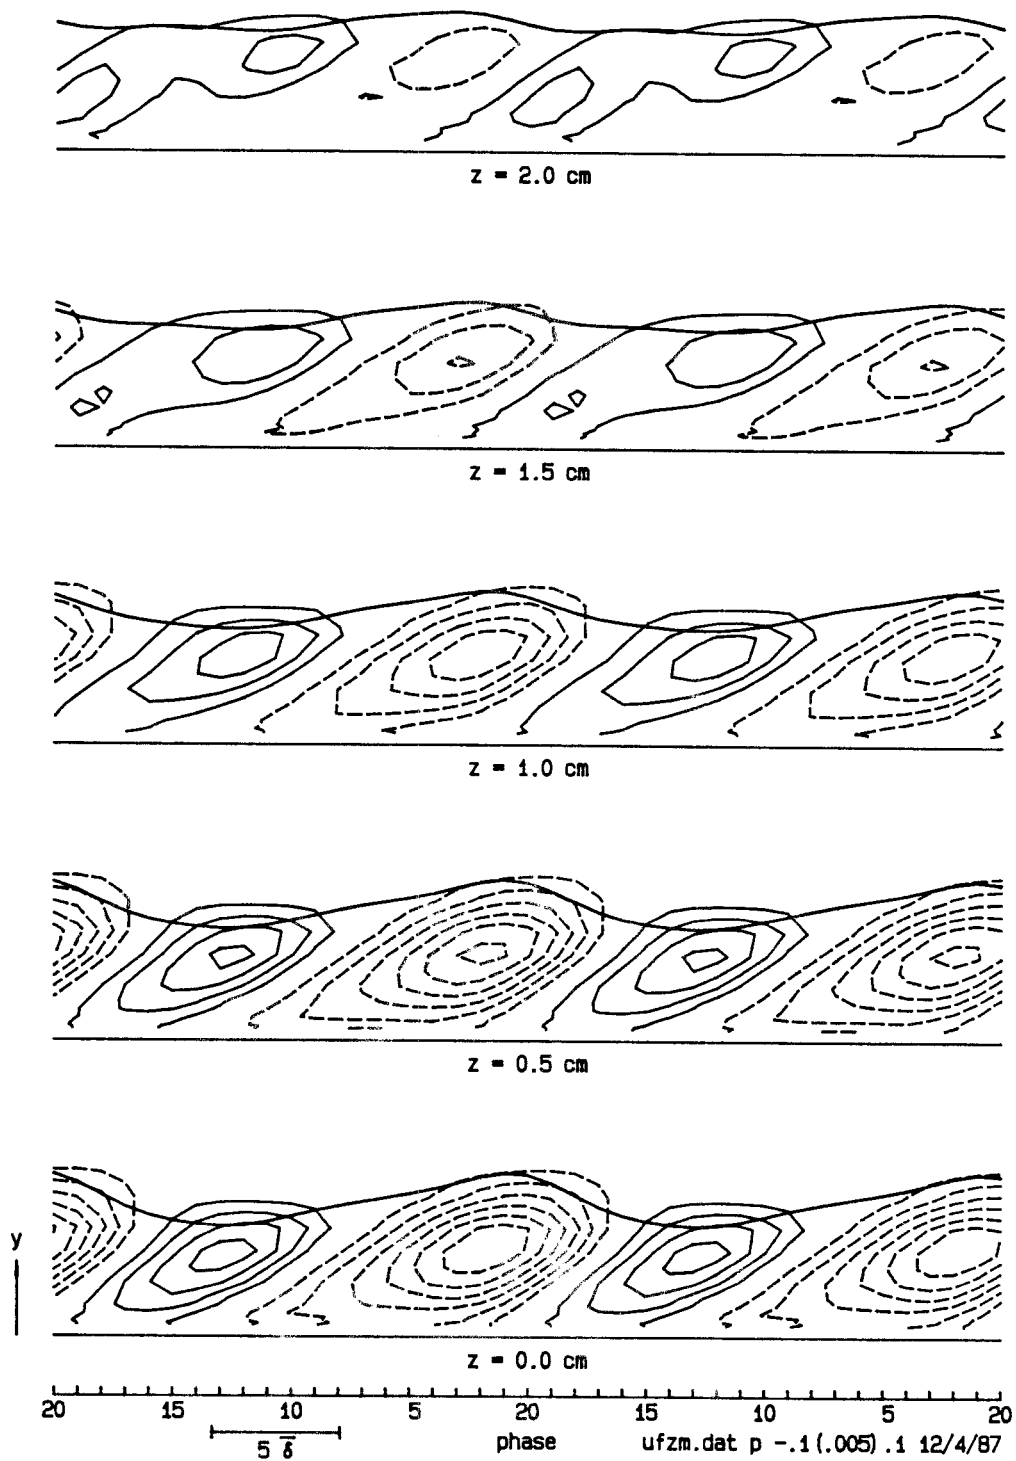 z = 2.0 cm
z = 1.5 cm
z = 1.0 cm
z = 0.5 cm
y
z = 0.0 cm
20 15 10 5 20 15 10 5 20
5 δ̅ phase ufzm.dat p -.1(.005).1 12/4/87